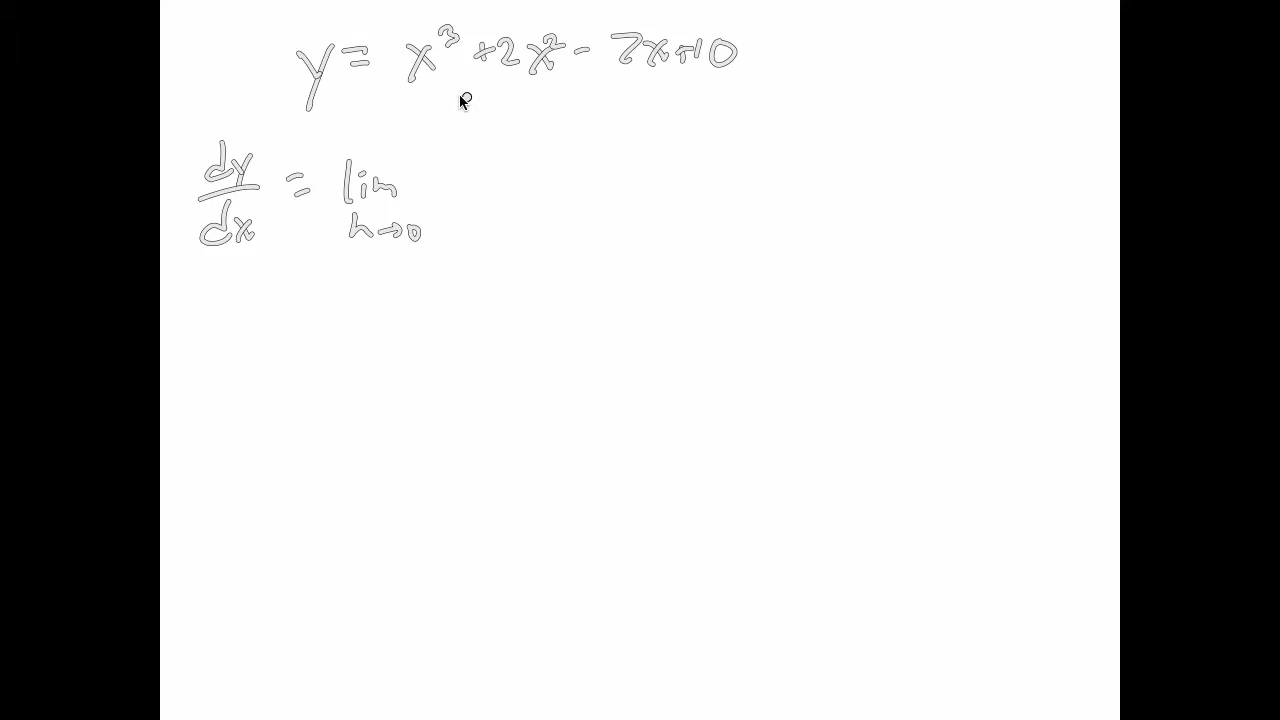 y = x³ + 2x² - 7x + 10
dy/dx = lim h→0